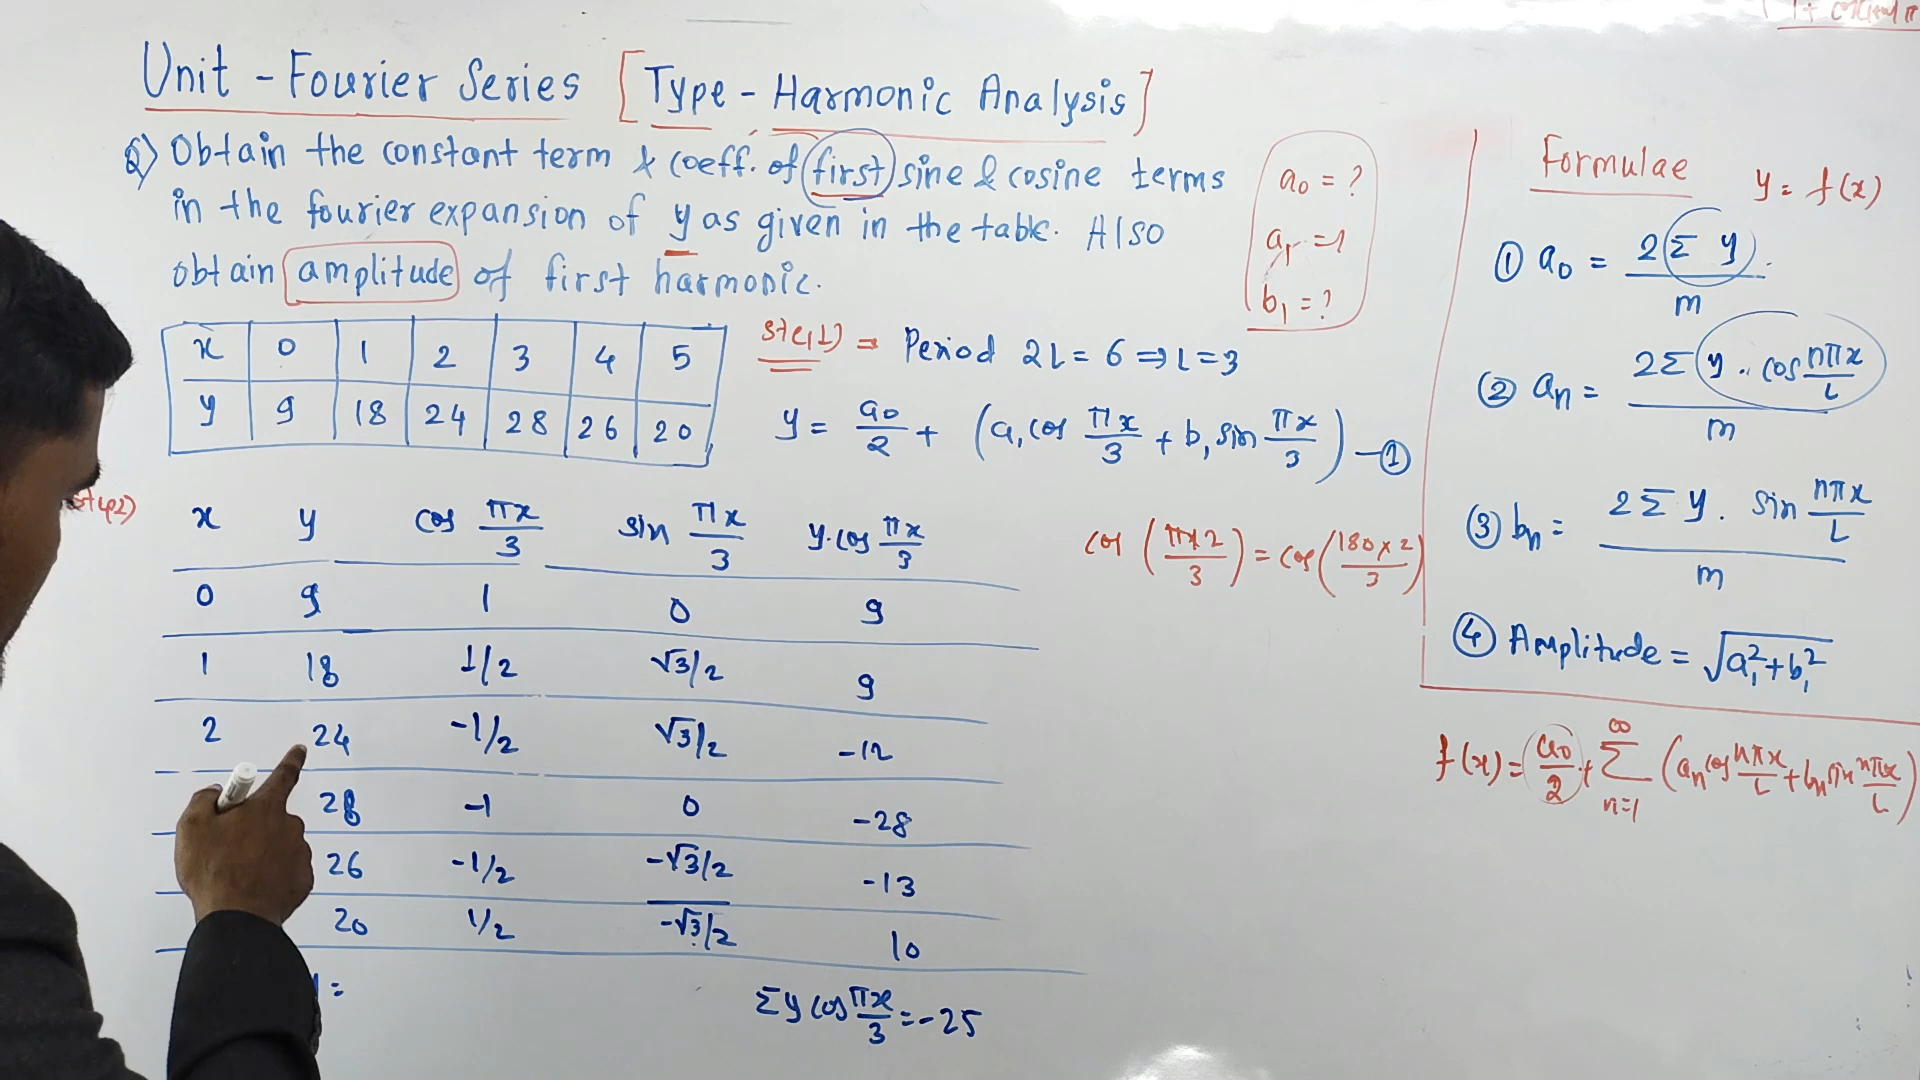 Unit - Fourier Series [Type - Harmonic Analysis]
Q) Obtain the constant term & coeff. of first sine & cosine terms
in the fourier expansion of y as given in the table. Also
obtain amplitude of first harmonic.
a₀ = ?
b₁ = ?
x 0 1 2 3 4 5
y 9 18 24 28 26 20
Period 2L = 6 ⇒ L = 3
y = a₀/2 + (a₁ cos πx/3 + b₁ sin πx/3) —①
x y cos πx/3 sin πx/3 y.cos πx/3
0 9 1 0 9
1 18 1/2 √3/2 9
2 24 -1/2 √3/2 -12
28 -1 0 -28
26 -1/2 -√3/2 -13
20 1/2 -√3/2 10
Σy cos πx/3 = -25
cos (π×2/3) = cos (180×2/3)
Formulae
y = f(x)
① a₀ = 2(Σ y)/m
② aₙ = 2Σ(y . cos nπx/L)/m
③ bₙ = 2Σ y . sin nπx/L/m
④ Amplitude = √a₁²+b₁²
f(x) = a₀/2 + Σ n=1 ∞ (aₙ cos nπx/L + bₙ sin nπx/L)